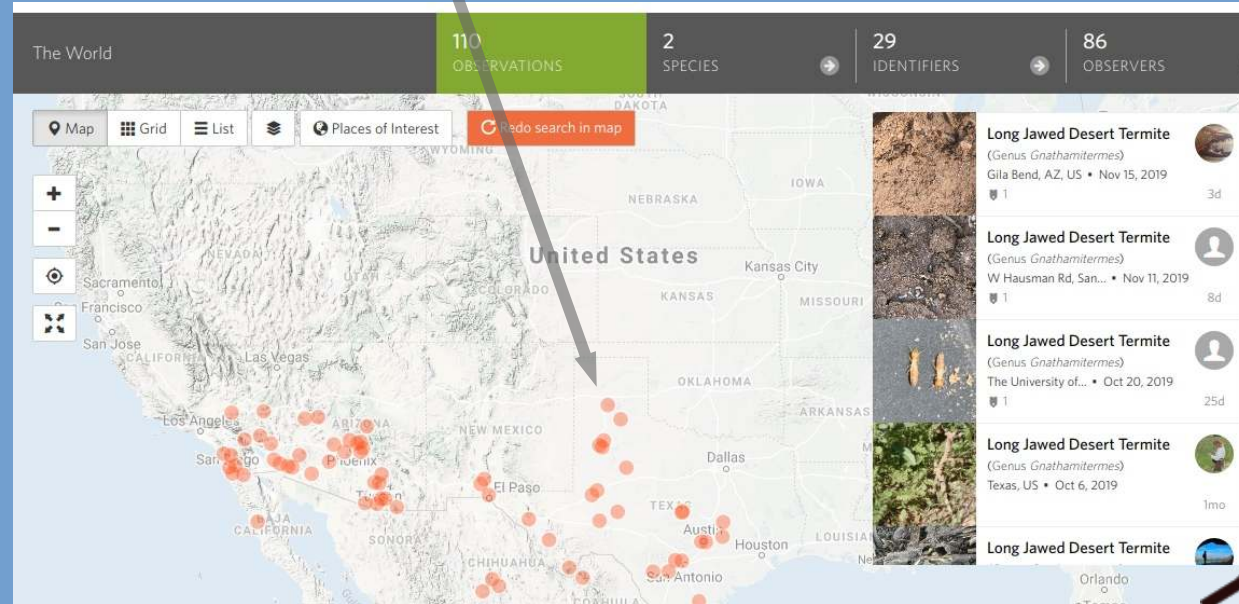 The World
110
OBSERVATIONS
2
SPECIES
29
IDENTIFIERS
86
OBSERVERS
Map
Grid
List
Places of Interest
Redo search in map
DAKOTA
WYOMING
IOWA
NEBRASKA
NEVADA
UTAH
United States
Sacramento
COLORADO
Kansas City
KANSAS
MISSOURI
Francisco
San Jose
CALIFORNIA
Las Vegas
OKLAHOMA
ARKANSAS
Los Angeles
ARIZONA
NEW MEXICO
Phoenix
Dallas
El Paso
Tucson
TEXAS
BAJA
CALIFORNIA
SONORA
Austin
Houston
LOUISIA
CHIHUAHUA
San Antonio
COAHUILA
Orlando
Long Jawed Desert Termite
(Genus Gnathamitermes)
Gila Bend, AZ, US • Nov 15, 2019
1
3d
Long Jawed Desert Termite
(Genus Gnathamitermes)
W Hausman Rd, San... • Nov 11, 2019
1
8d
Long Jawed Desert Termite
(Genus Gnathamitermes)
The University of... • Oct 20, 2019
1
25d
Long Jawed Desert Termite
(Genus Gnathamitermes)
Texas, US • Oct 6, 2019
1mo
Long Jawed Desert Termite